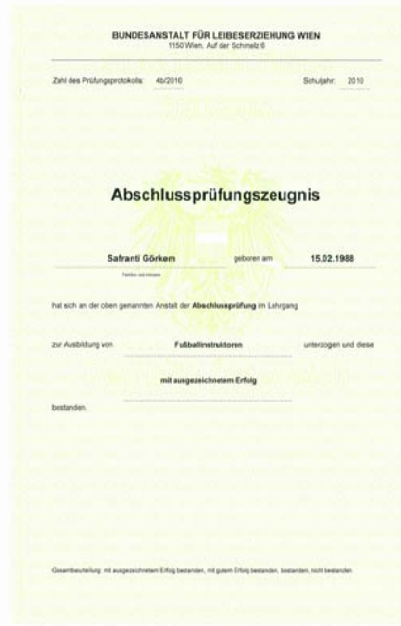 BUNDESANSTALT FÜR LEIBESERZIEHUNG WIEN
1150 Wien, Auf der Schmelz 6
Zahl des Prüfungsprotokolls: 4b/2010 Schuljahr: 2010
Abschlussprüfungszeugnis
Safranti Görkem geboren am 15.02.1988
Familien- und Vorname
hat sich an der oben genannten Anstalt der Abschlussprüfung im Lehrgang
zur Ausbildung von Fußballinstruktoren unterzogen und diese
mit ausgezeichnetem Erfolg
bestanden.
Gesamtbeurteilung: mit ausgezeichnetem Erfolg bestanden, mit gutem Erfolg bestanden, bestanden, nicht bestanden.